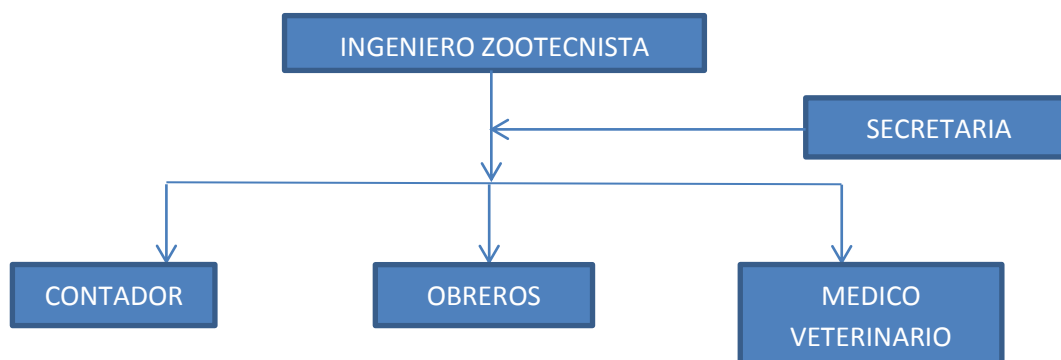 INGENIERO ZOOTECNISTA
SECRETARIA
CONTADOR
OBREROS
MEDICO
VETERINARIO